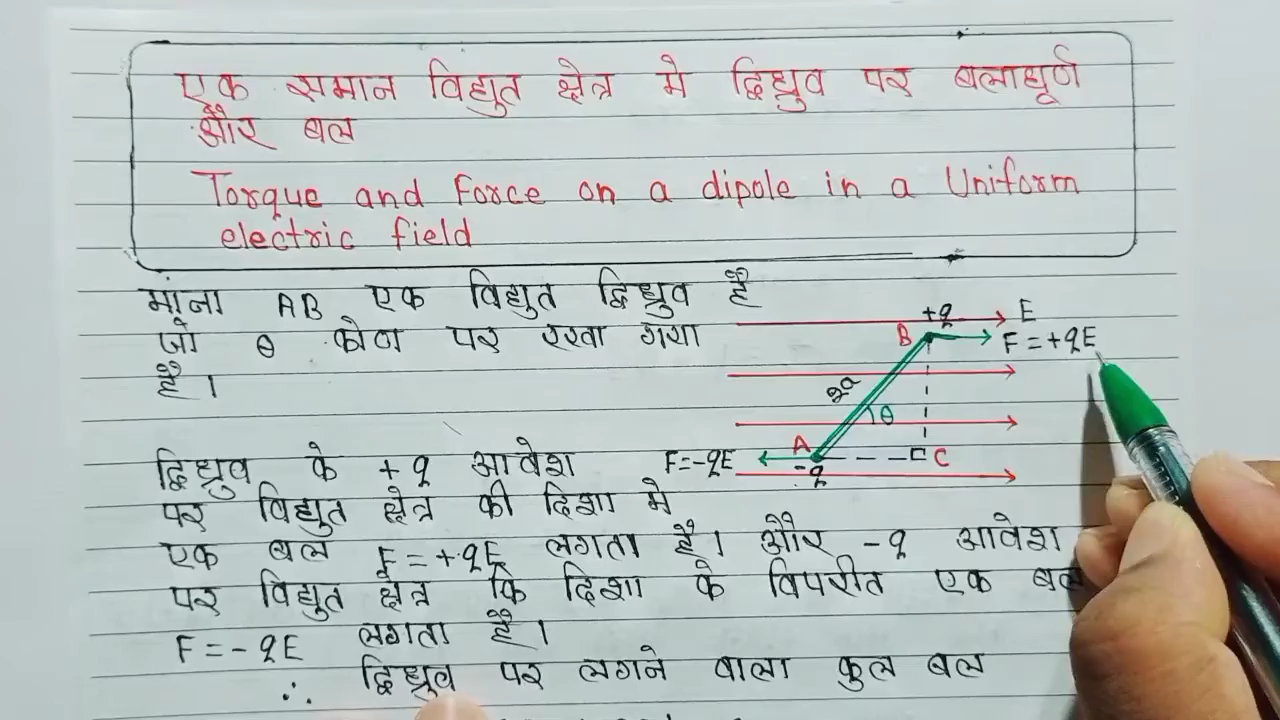 एक समान विद्युत क्षेत्र मे द्विध्रुव पर बलाघूर्ण
और बल
Torque and Force on a dipole in a Uniform
electric field
माना AB एक विद्युत द्विध्रुव है
जो θ कोण पर रखा गया
है।
+q
E
B
F = +qE
2a
θ
A
F=-qE
-q
C
द्विध्रुव के +q आवेश
पर विद्युत क्षेत्र की दिशा मे
एक बल F = +qE लगता है। और -q आवेश
पर विद्युत क्षेत्र कि दिशा के विपरीत एक बल
F = - qE लगता है।
∴ द्विध्रुव पर लगने वाला कुल बल